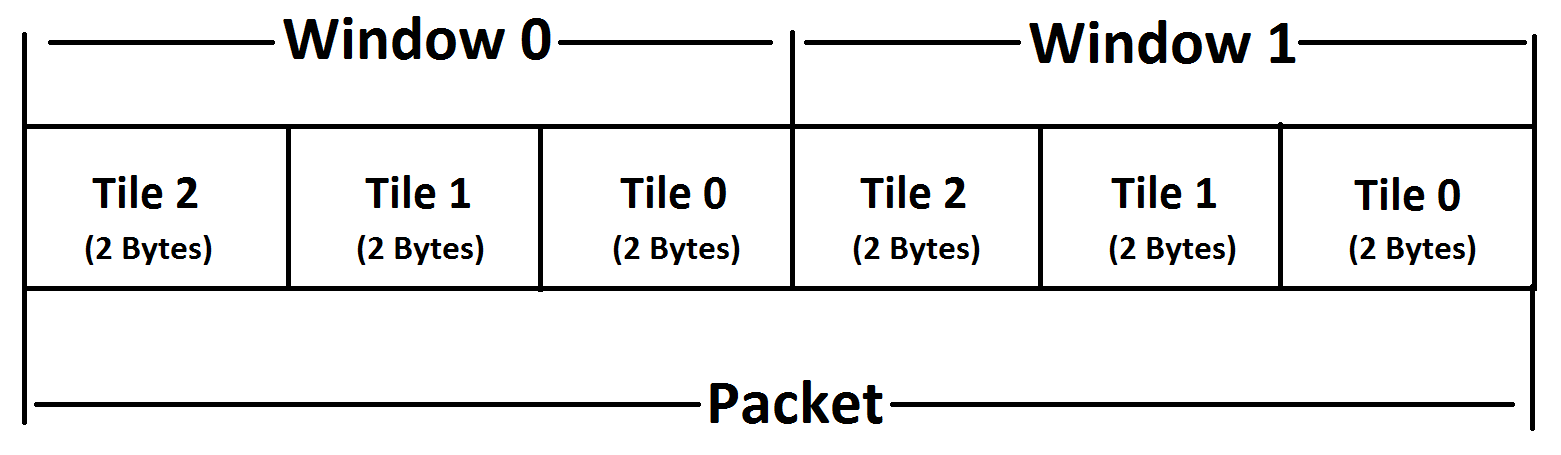 Window 0
Window 1
Tile 2
(2 Bytes)
Tile 1
(2 Bytes)
Tile 0
(2 Bytes)
Tile 2
(2 Bytes)
Tile 1
(2 Bytes)
Tile 0
(2 Bytes)
Packet